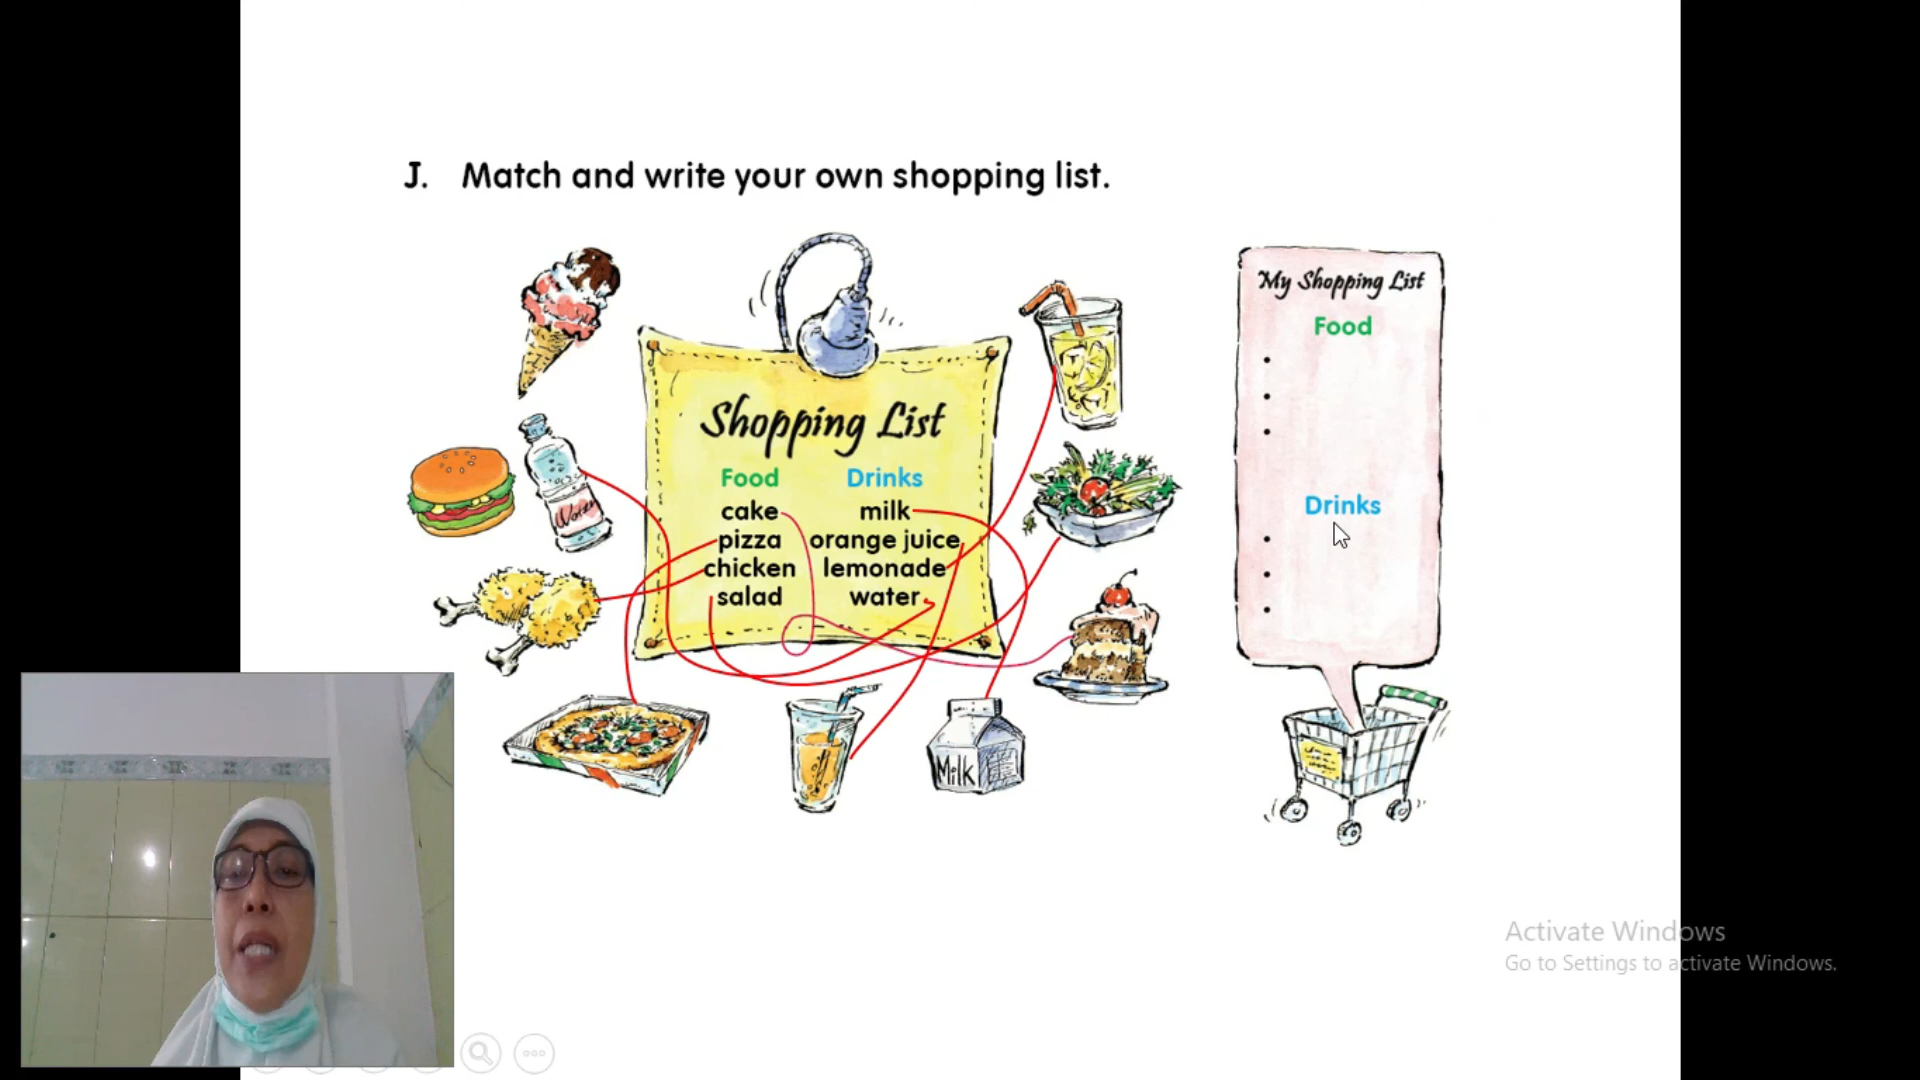 J. Match and write your own shopping list.
Shopping List
Food Drinks
cake milk
pizza orange juice
chicken lemonade
salad water
Water
Milk
My Shopping List
Food
Drinks
Activate Windows
Go to Settings to activate Windows.